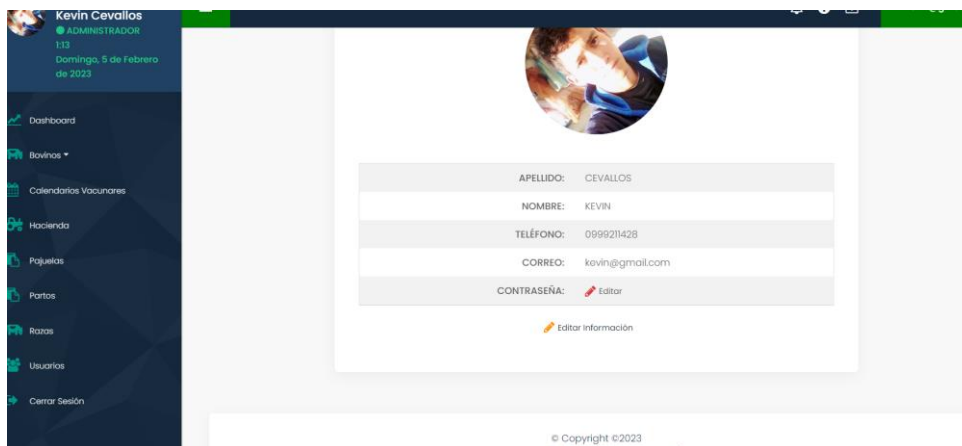 Kevin Cevallos
ADMINISTRADOR
1:13
Domingo, 5 de Febrero
de 2023
Dashboard
Bovinos
Calendarios Vacunares
Hacienda
Pajuelas
Partos
Razas
Usuarios
Cerrar Sesión
APELLIDO: CEVALLOS
NOMBRE: KEVIN
TELÉFONO: 0999211428
CORREO: kevin@gmail.com
CONTRASEÑA: Editar
Editar Información
© Copyright ©2023